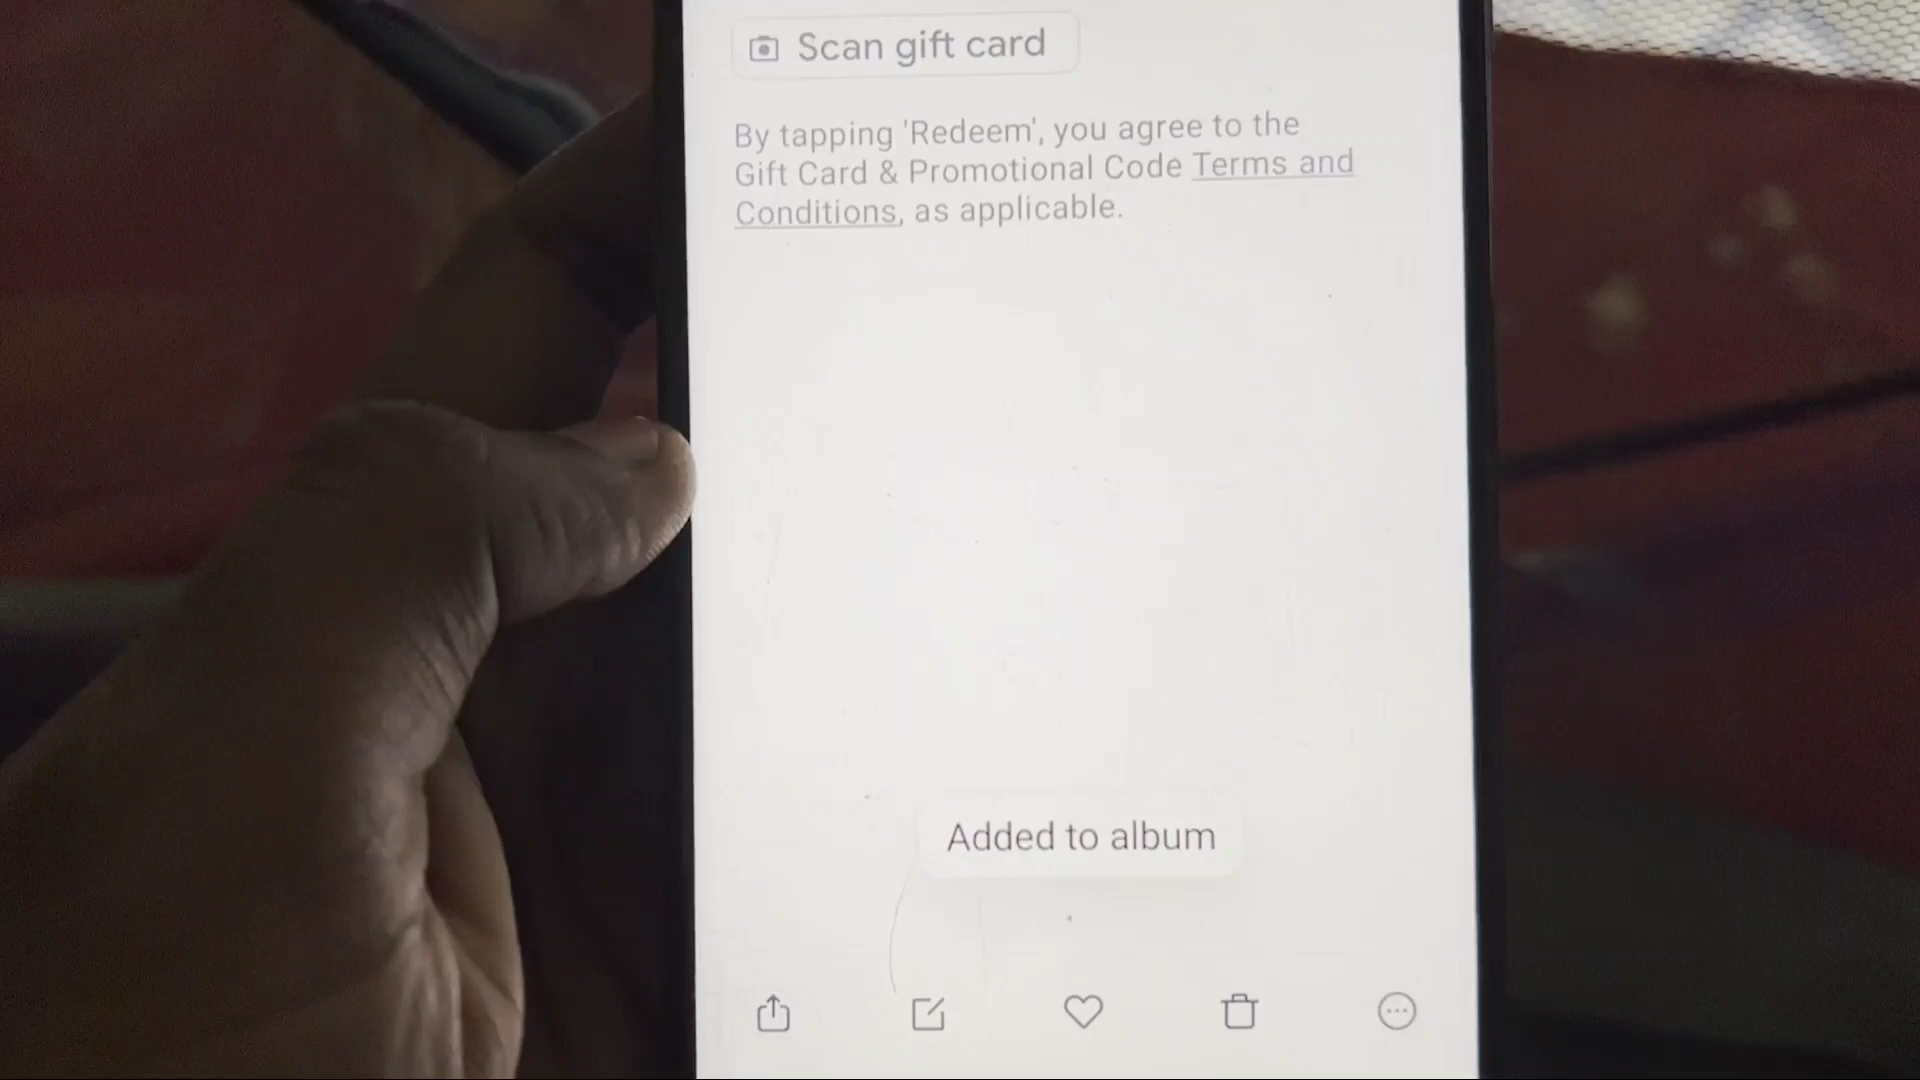 Scan gift card
By tapping 'Redeem', you agree to the
Gift Card & Promotional Code Terms and
Conditions, as applicable.
Added to album